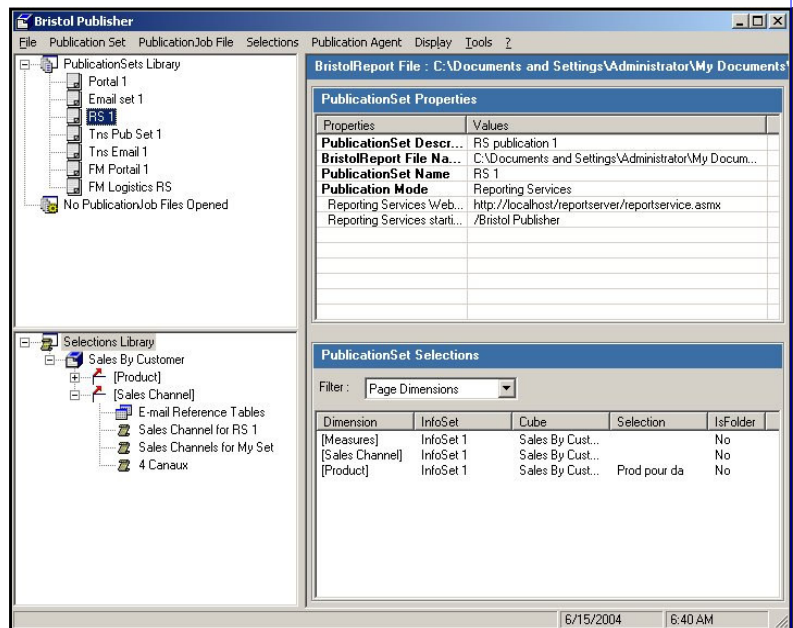 Bristol Publisher
File Publication Set PublicationJob File Selections Publication Agent Display Tools ?
PublicationSets Library
Portal 1
Email set 1
RS 1
Tns Pub Set 1
Tns Email 1
FM Portail 1
FM Logistics RS
No PublicationJob Files Opened
BristolReport File : C:\Documents and Settings\Administrator\My Documents\
PublicationSet Properties
Properties Values
PublicationSet Descr... RS publication 1
BristolReport File Na... C:\Documents and Settings\Administrator\My Docum...
PublicationSet Name RS 1
Publication Mode Reporting Services
Reporting Services Web... http://localhost/reportserver/reportservice.asmx
Reporting Services starti... /Bristol Publisher
Selections Library
Sales By Customer
[Product]
[Sales Channel]
E-mail Reference Tables
Sales Channel for RS 1
Sales Channels for My Set
4 Canaux
PublicationSet Selections
Filter : Page Dimensions
Dimension InfoSet Cube Selection IsFolder
[Measures] InfoSet 1 Sales By Cust... No
[Sales Channel] InfoSet 1 Sales By Cust... No
[Product] InfoSet 1 Sales By Cust... Prod pour da No
6/15/2004 6:40 AM